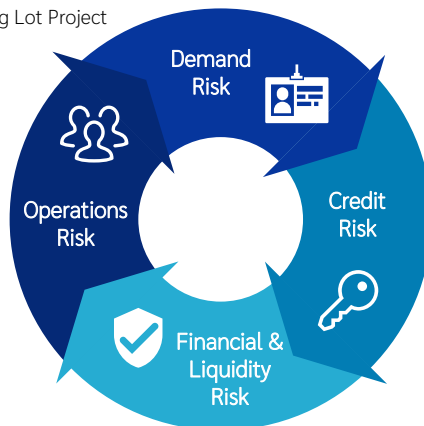 g Lot Project
Demand
Risk
Credit
Risk
Operations
Risk
Financial &
Liquidity
Risk